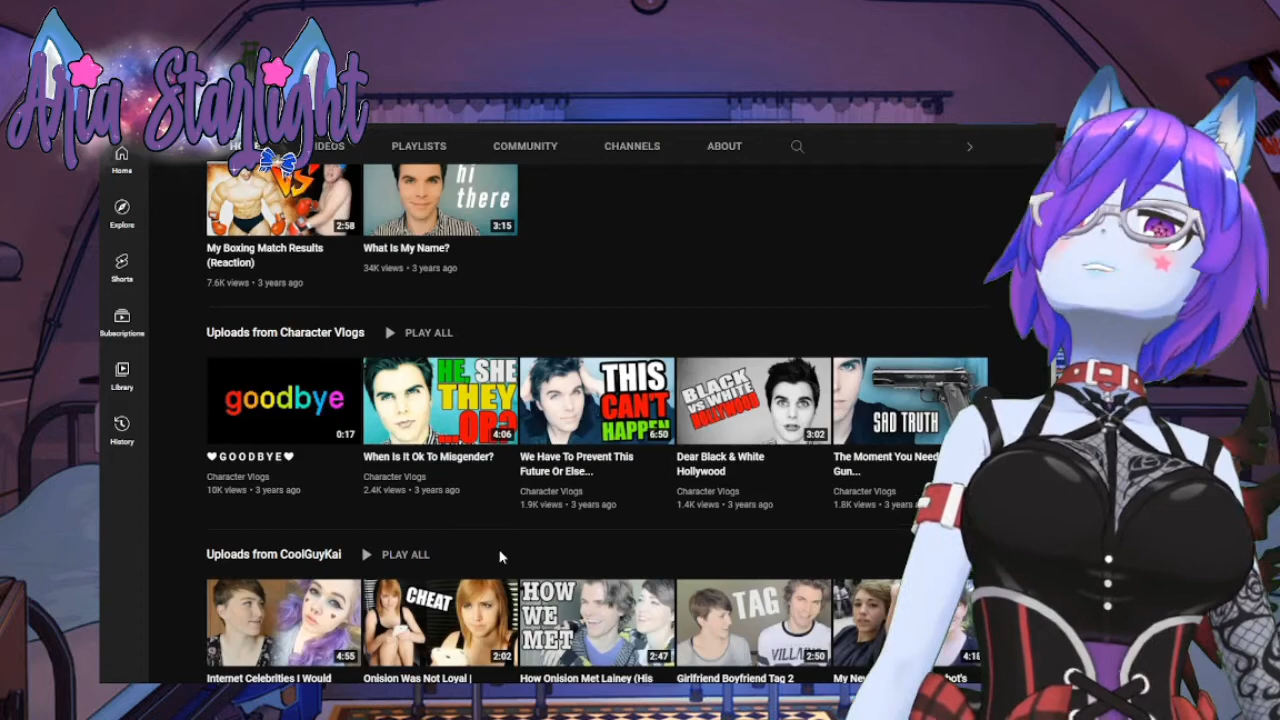 Aria Starlight
PLAYLISTS
COMMUNITY
CHANNELS
ABOUT
Home
Explore
Shorts
Subscriptions
Library
History
VS
2:58
hi
there
3:15
My Boxing Match Results
(Reaction)
7.6K views • 3 years ago
What Is My Name?
34K views • 3 years ago
Uploads from Character Vlogs
PLAY ALL
goodbye
0:17
HE, SHE
THEY
...OR?
4:06
THIS
CAN'T
HAPPEN
6:50
BLACK
VS WHITE
HOLLYWOOD
3:02
SAD TRUTH
♥ G O O D B Y E ♥
Character Vlogs
10K views • 3 years ago
When Is It Ok To Misgender?
Character Vlogs
2.4K views • 3 years ago
We Have To Prevent This
Future Or Else...
Character Vlogs
1.9K views • 3 years ago
Dear Black & White
Hollywood
Character Vlogs
1.4K views • 3 years ago
The Moment You Need
Gun...
Character Vlogs
1.8K views • 3 years
Uploads from CoolGuyKai
PLAY ALL
4:55
CHEAT
2:02
HOW
WE
MET
2:47
TAG
VILLA
2:50
4:18
Internet Celebrities I Would
Onision Was Not Loyal |
How Onision Met Lainey (His
Girlfriend Boyfriend Tag 2